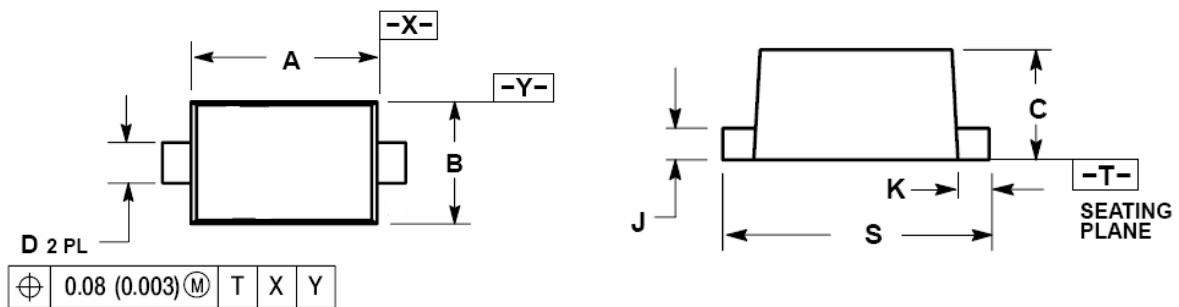 -X-
A
-Y-
B
D 2 PL
⌖ 0.08 (0.003) Ⓜ T X Y
C
K
-T-
J
S
SEATING
PLANE